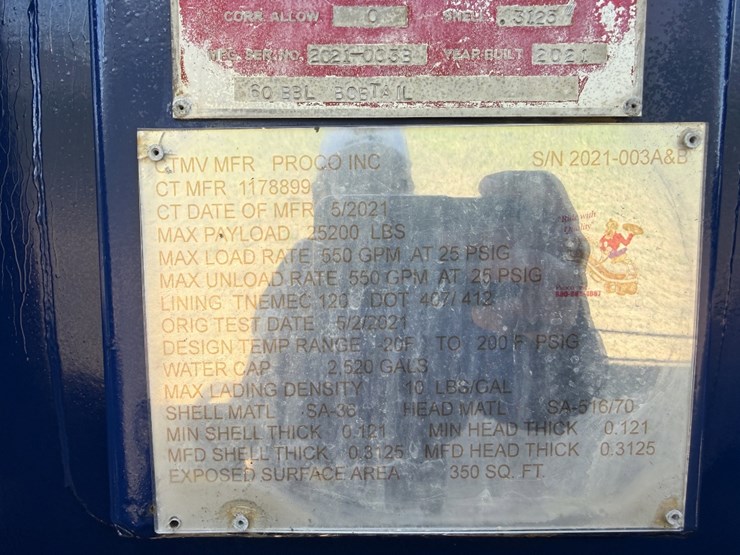 CORR. ALLOW 0 SHELL .3125
MFG. SER. NO. 2021-003B YEAR BUILT 2021
60 BBL BOBTAIL
CTMV MFR PROCO INC S/N 2021-003A&B
CT MFR 1178899
CT DATE OF MFR 5/2021
MAX PAYLOAD 25200 LBS
MAX LOAD RATE 550 GPM AT 25 PSIG
MAX UNLOAD RATE 550 GPM AT 25 PSIG
LINING TNEMEC 120 DOT 407/412
ORIG TEST DATE 5/2/2021
DESIGN TEMP RANGE -20F TO 200 F PSIG
WATER CAP 2,520 GALS
MAX LADING DENSITY 10 LBS/GAL
SHELL MATL SA-36 HEAD MATL SA-516/70
MIN SHELL THICK 0.121 MIN HEAD THICK 0.121
MFD SHELL THICK 0.3125 MFD HEAD THICK 0.3125
EXPOSED SURFACE AREA 350 SQ. FT.
Quality